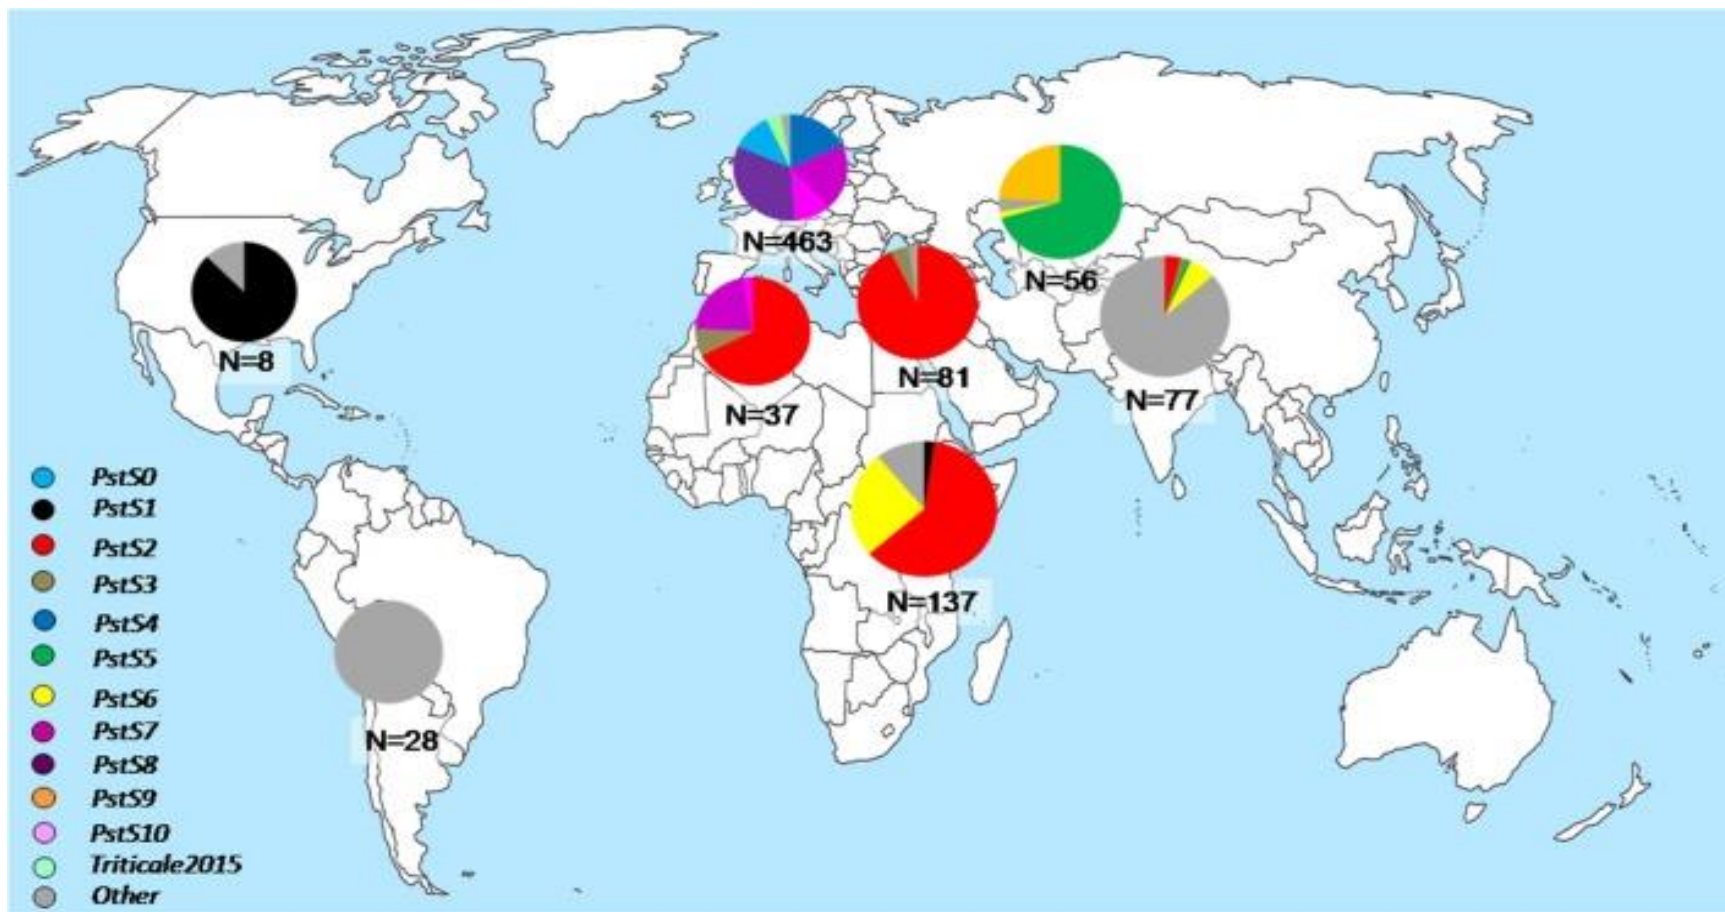 N=463
N=56
N=8
N=81
N=37
N=77
N=137
N=28
PstS0
PstS1
PstS2
PstS3
PstS4
PstS5
PstS6
PstS7
PstS8
PstS9
PstS10
Triticale2015
Other